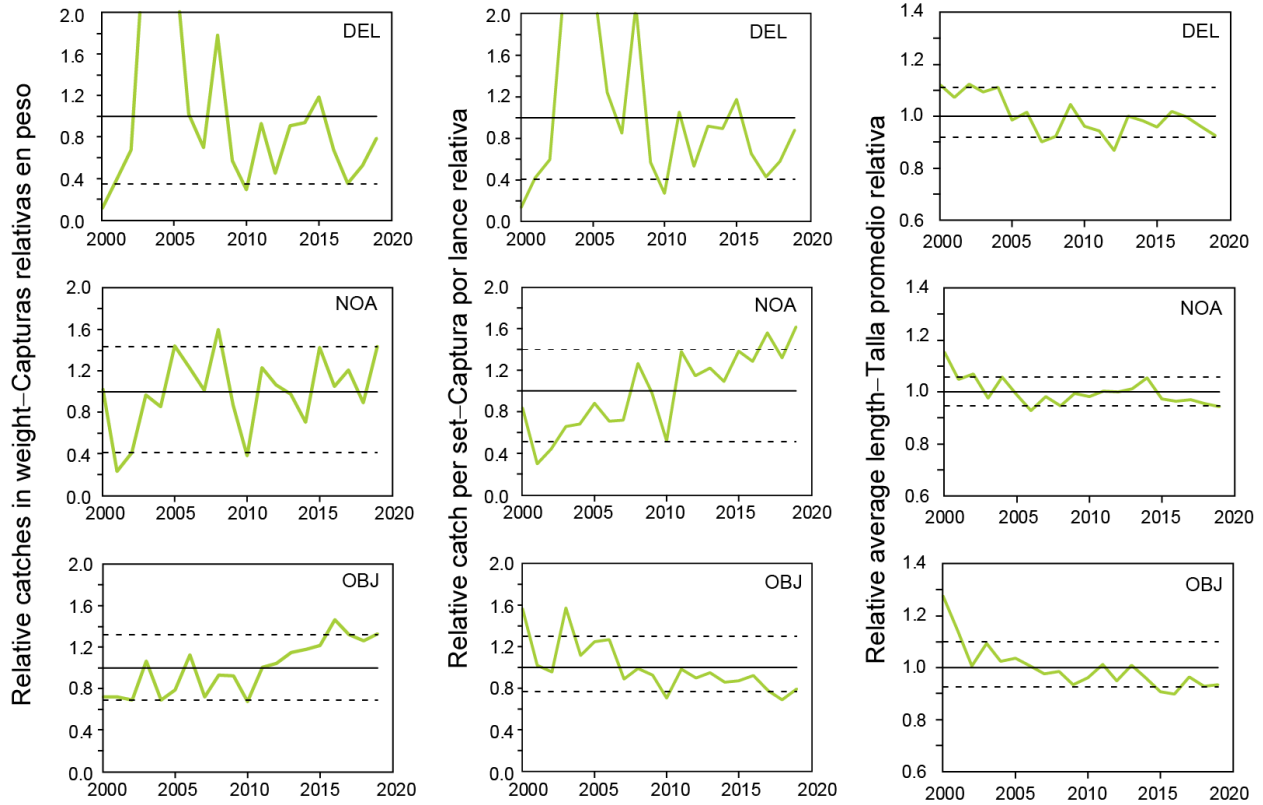 Relative catches in weight–Capturas relativas en peso
DEL
2.0
1.6
1.2
0.8
0.4
0.0
2000 2005 2010 2015 2020
NOA
2.0
1.6
1.2
0.8
0.4
0.0
2000 2005 2010 2015 2020
OBJ
2.0
1.6
1.2
0.8
0.4
0.0
2000 2005 2010 2015 2020
Relative catch per set–Captura por lance relativa
DEL
2.0
1.6
1.2
0.8
0.4
0.0
2000 2005 2010 2015 2020
NOA
2.0
1.6
1.2
0.8
0.4
0.0
2000 2005 2010 2015 2020
OBJ
2.0
1.6
1.2
0.8
0.4
0.0
2000 2005 2010 2015 2020
Relative average length–Talla promedio relativa
DEL
1.4
1.2
1.0
0.8
0.6
2000 2005 2010 2015 2020
NOA
1.4
1.2
1.0
0.8
0.6
2000 2005 2010 2015 2020
OBJ
1.4
1.2
1.0
0.8
0.6
2000 2005 2010 2015 2020